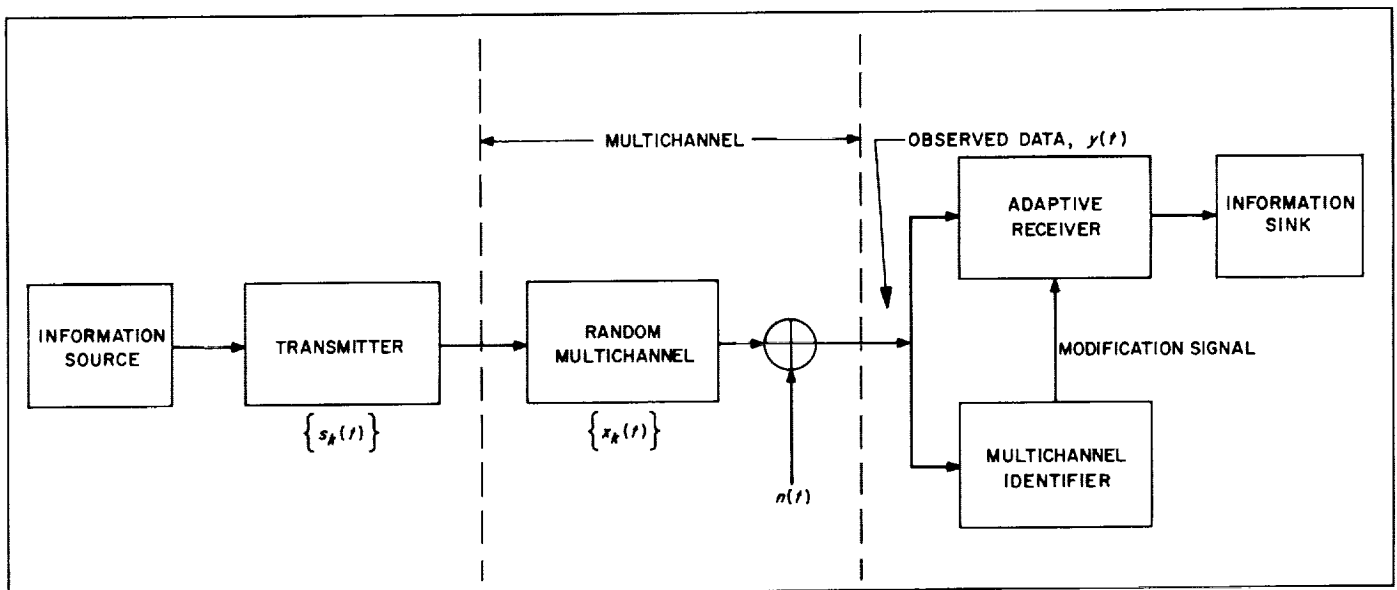 MULTICHANNEL
OBSERVED DATA, y(t)
ADAPTIVE
RECEIVER
INFORMATION
SINK
INFORMATION
SOURCE
TRANSMITTER
RANDOM
MULTICHANNEL
MODIFICATION SIGNAL
{s_k(t)}
{x_k(t)}
n(t)
MULTICHANNEL
IDENTIFIER